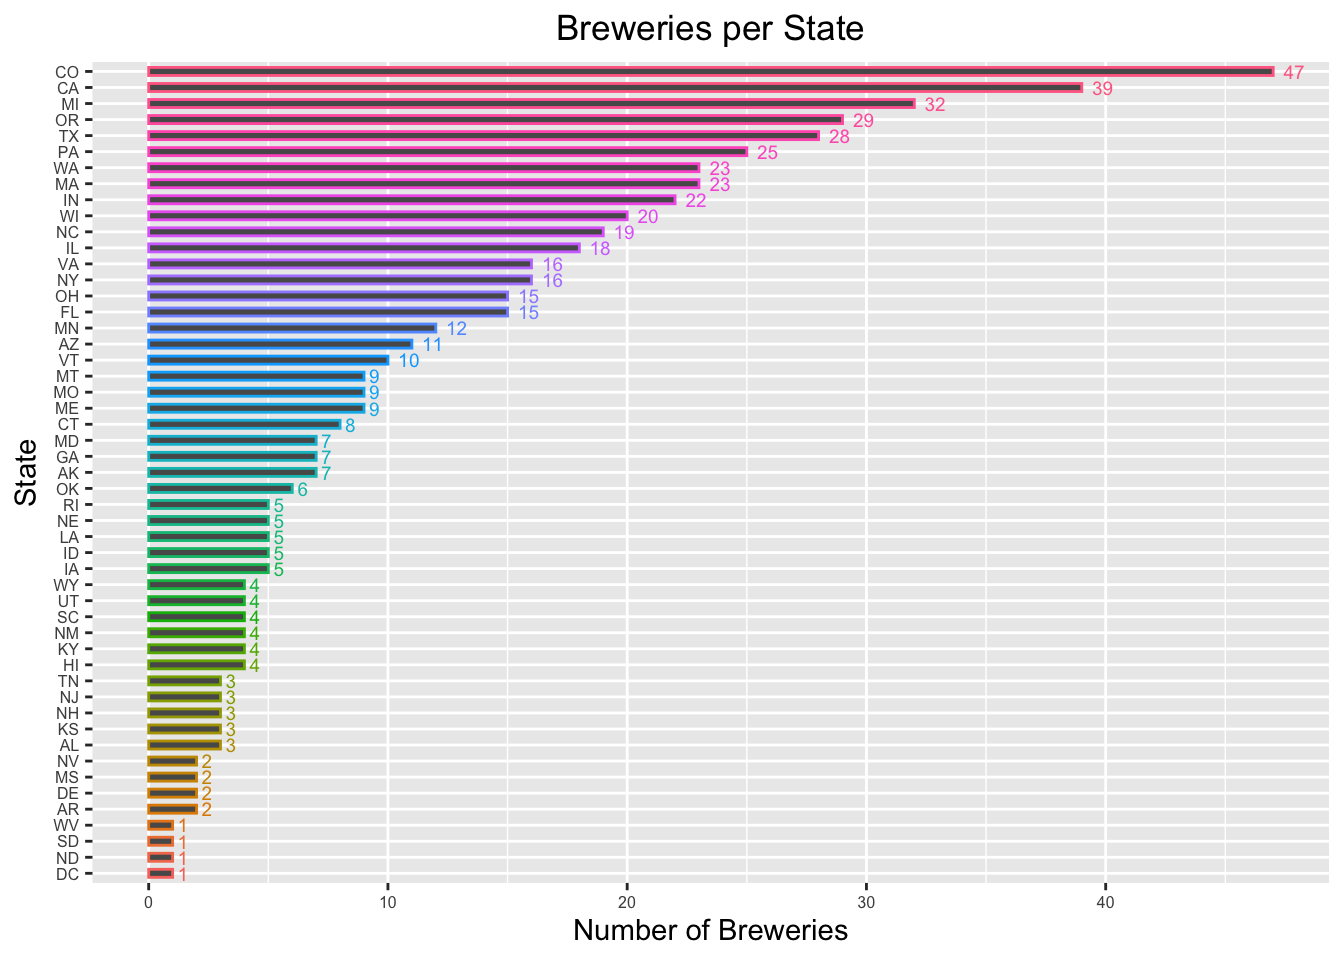 Breweries per State
CO 47
CA 39
MI 32
OR 29
TX 28
PA 25
WA 23
MA 23
IN 22
WI 20
NC 19
IL 18
VA 16
NY 16
OH 15
FL 15
MN 12
AZ 11
VT 10
MT 9
MO 9
ME 9
CT 8
MD 7
GA 7
AK 7
OK 6
RI 5
NE 5
LA 5
ID 5
IA 5
WY 4
UT 4
SC 4
NM 4
KY 4
HI 4
TN 3
NJ 3
NH 3
KS 3
AL 3
NV 2
MS 2
DE 2
AR 2
WV 1
SD 1
ND 1
DC 1
State
0 10 20 30 40
Number of Breweries